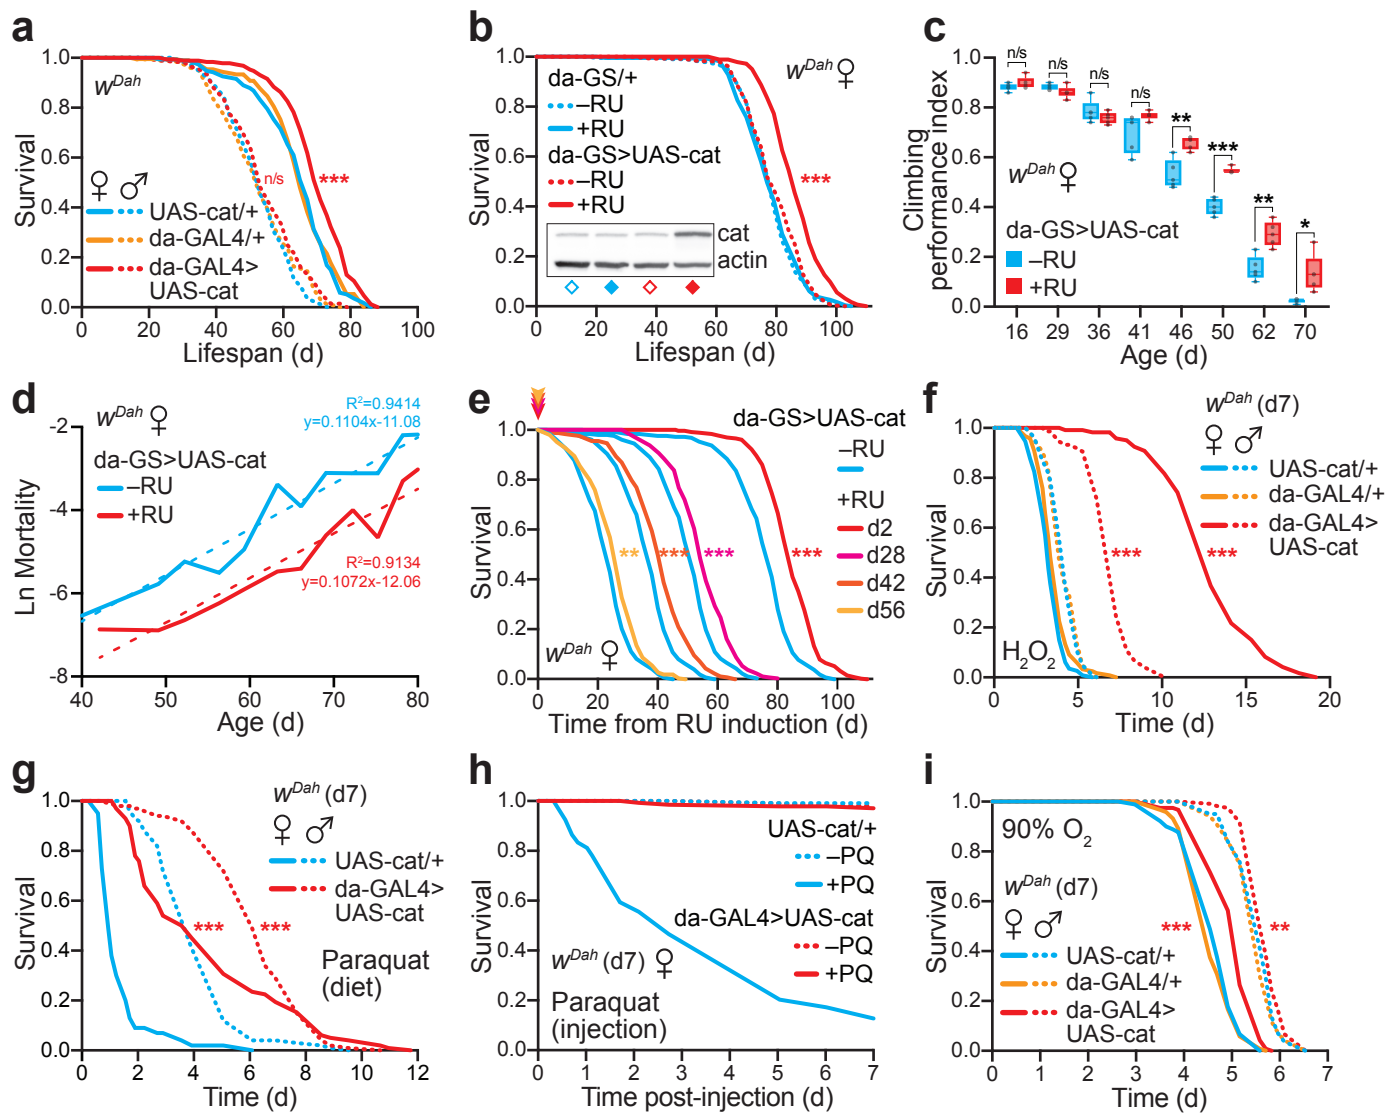 a
w^Dah
♀ ♂
UAS-cat/+
da-GAL4/+
da-GAL4>
UAS-cat
n/s
***
Survival
1.0
0.8
0.6
0.4
0.2
0.0
0 20 40 60 80 100
Lifespan (d)
b
w^Dah ♀
da-GS/+
–RU
+RU
da-GS>UAS-cat
–RU
+RU
***
cat
actin
Survival
1.0
0.8
0.6
0.4
0.2
0.0
0 20 40 60 80 100
Lifespan (d)
c
n/s
n/s
n/s
n/s
**
***
**
*
w^Dah ♀
da-GS>UAS-cat
–RU
+RU
Climbing
performance index
1.0
0.8
0.6
0.4
0.2
0.0
16 29 36 41 46 50 62 70
Age (d)
d
w^Dah ♀
da-GS>UAS-cat
–RU
+RU
R²=0.9414
y=0.1104x-11.08
R²=0.9134
y=0.1072x-12.06
Ln Mortality
-2
-4
-6
-8
40 50 60 70 80
Age (d)
e
da-GS>UAS-cat
–RU
+RU
d2
d28
d42
d56
** *** *** ***
w^Dah ♀
Survival
1.0
0.8
0.6
0.4
0.2
0.0
0 20 40 60 80 100
Time from RU induction (d)
f
w^Dah (d7)
♀ ♂
UAS-cat/+
da-GAL4/+
da-GAL4>
UAS-cat
*** ***
H₂O₂
Survival
1.0
0.8
0.6
0.4
0.2
0.0
0 5 10 15 20
Time (d)
g
w^Dah (d7)
♀ ♂
UAS-cat/+
da-GAL4>
UAS-cat
*** ***
Paraquat
(diet)
Survival
1.0
0.8
0.6
0.4
0.2
0.0
0 2 4 6 8 10 12
Time (d)
h
UAS-cat/+
–PQ
+PQ
da-GAL4>UAS-cat
–PQ
+PQ
w^Dah (d7) ♀
Paraquat
(injection)
Survival
1.0
0.8
0.6
0.4
0.2
0.0
0 1 2 3 4 5 6 7
Time post-injection (d)
i
90% O₂
w^Dah (d7)
♀ ♂
UAS-cat/+
da-GAL4/+
da-GAL4>
UAS-cat
*** **
Survival
1.0
0.8
0.6
0.4
0.2
0.0
0 1 2 3 4 5 6 7
Time (d)